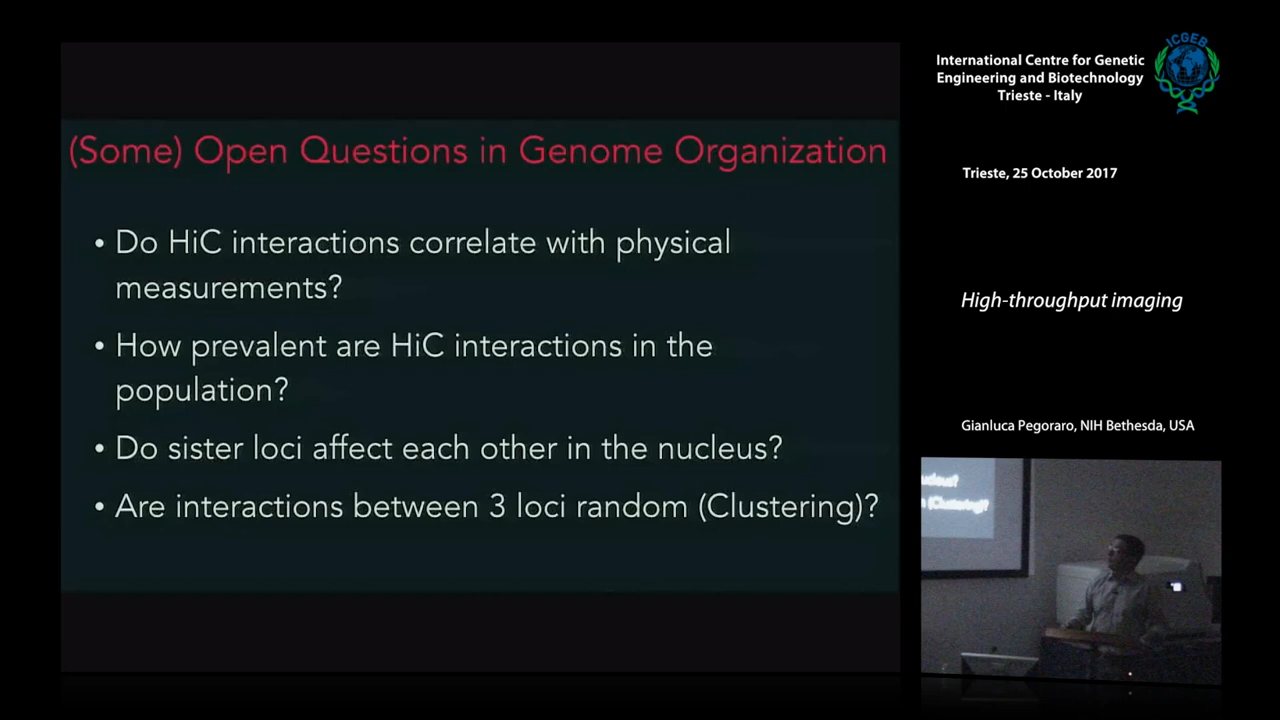 (Some) Open Questions in Genome Organization
• Do HiC interactions correlate with physical
measurements?
• How prevalent are HiC interactions in the
population?
• Do sister loci affect each other in the nucleus?
• Are interactions between 3 loci random (Clustering)?
International Centre for Genetic
Engineering and Biotechnology
Trieste - Italy
ICGEB
Trieste, 25 October 2017
High-throughput imaging
Gianluca Pegoraro, NIH Bethesda, USA
(Clustering)?